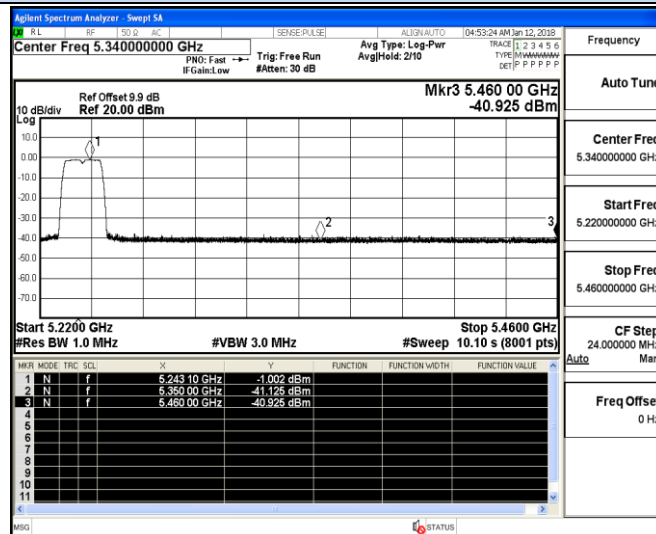 Agilent Spectrum Analyzer - Swept SA
RL RF 50 Ω AC SENSE:PULSE ALIGNAUTO 04:53:24 AM Jan 12, 2018
Center Freq 5.340000000 GHz
PNO: Fast Trig: Free Run
IFGain:Low #Atten: 30 dB
Avg Type: Log-Pwr
Avg|Hold: 2/10
TRACE 1 2 3 4 5 6
TYPE M W W W W W
DET P P P P P P
Ref Offset 9.9 dB
10 dB/div Ref 20.00 dBm
Log
Mkr3 5.460 00 GHz
-40.925 dBm
10.0
0.00
-10.0
-20.0
-30.0
-40.0
-50.0
-60.0
-70.0
1
2
3
Start 5.2200 GHz Stop 5.4600 GHz
#Res BW 1.0 MHz #VBW 3.0 MHz #Sweep 10.10 s (8001 pts)
MKR MODE TRC SCL X Y FUNCTION FUNCTION WIDTH FUNCTION VALUE
1 N f 5.243 10 GHz -1.002 dBm
2 N f 5.350 00 GHz -41.125 dBm
3 N f 5.460 00 GHz -40.925 dBm
4
5
6
7
8
9
10
11
MSG STATUS
Frequency
Auto Tune
Center Freq
5.340000000 GHz
Start Freq
5.220000000 GHz
Stop Freq
5.460000000 GHz
CF Step
24.000000 MHz
Auto Man
Freq Offset
0 Hz